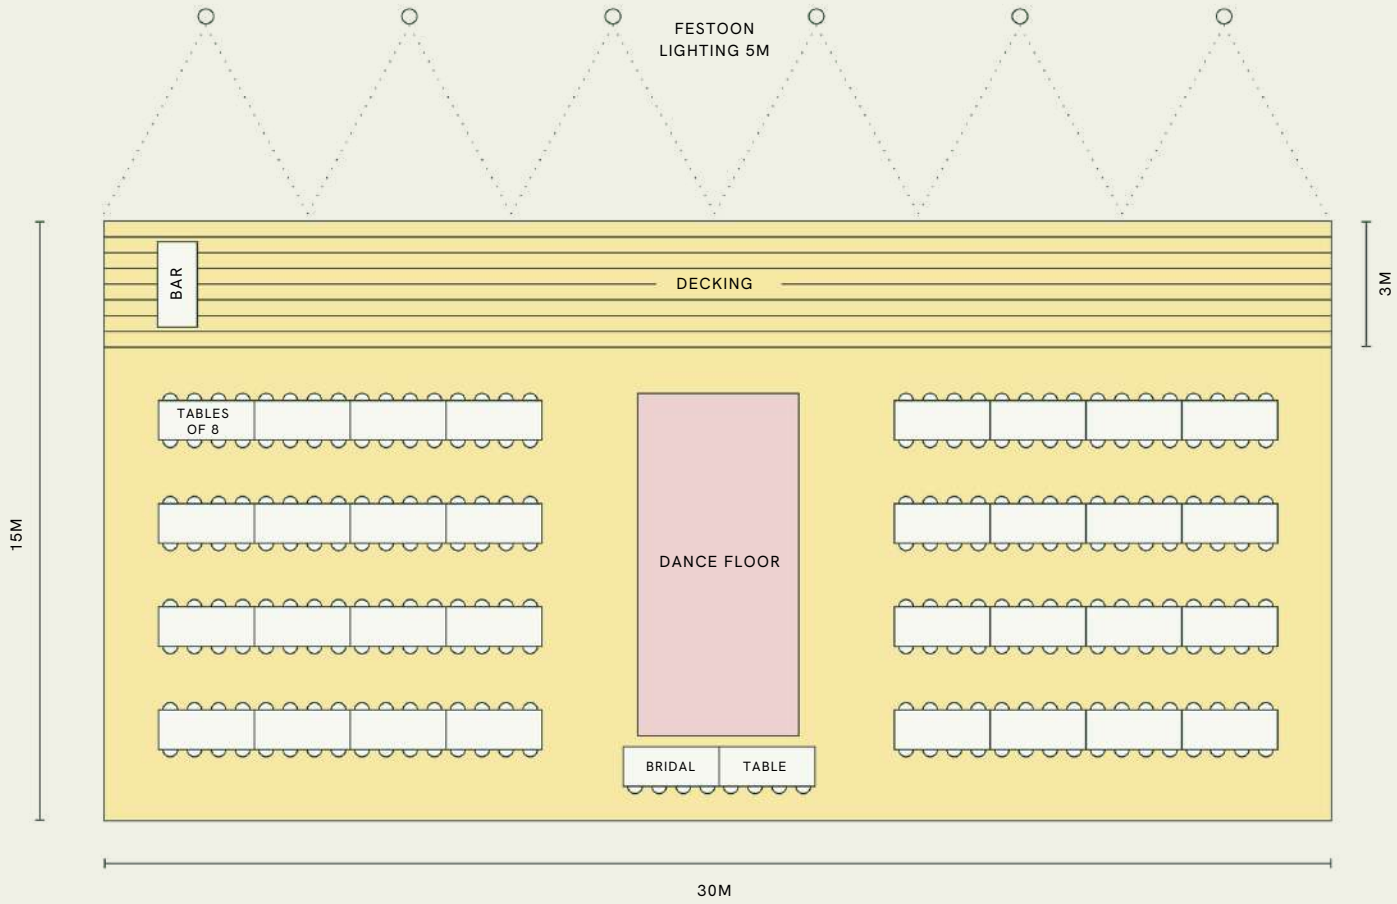 FESTOON
LIGHTING 5M
BAR
DECKING
3M
TABLES
OF 8
15M
DANCE FLOOR
BRIDAL TABLE
30M